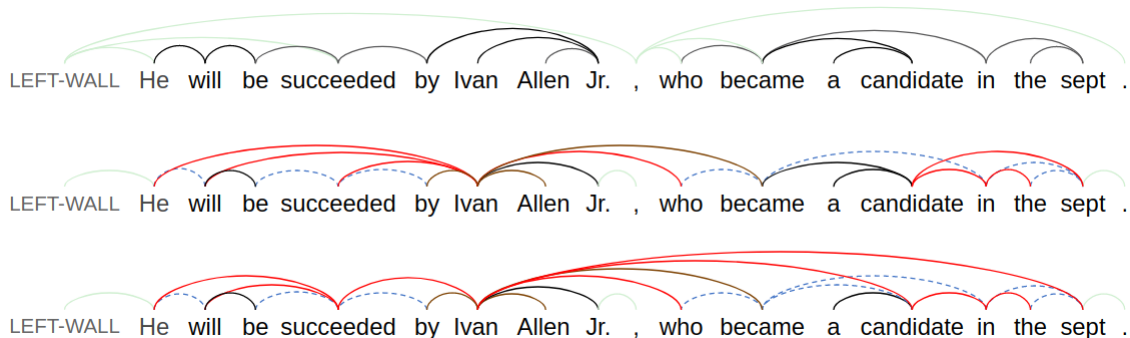 LEFT-WALL He will be succeeded by Ivan Allen Jr. , who became a candidate in the sept .
LEFT-WALL He will be succeeded by Ivan Allen Jr. , who became a candidate in the sept .
LEFT-WALL He will be succeeded by Ivan Allen Jr. , who became a candidate in the sept .